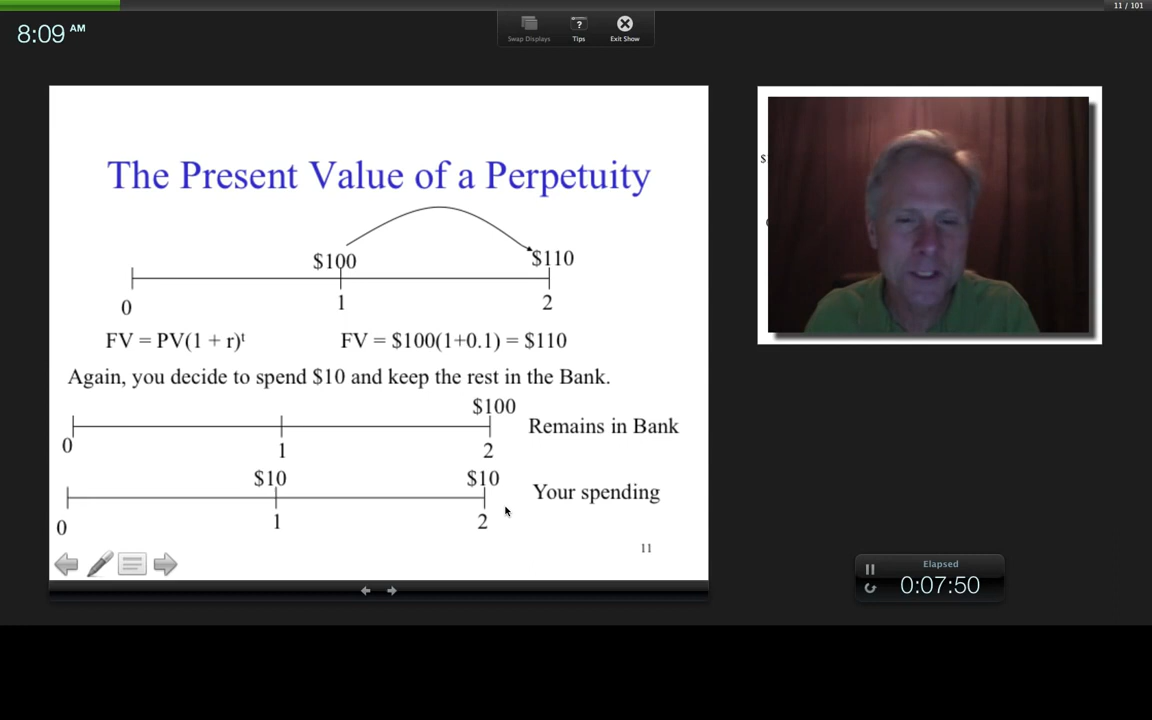 11 / 101
8:09 AM
Swap Displays
Tips
Exit Show
The Present Value of a Perpetuity
$100
$110
0
1
2
FV = PV(1 + r)ᵗ
FV = $100(1+0.1) = $110
Again, you decide to spend $10 and keep the rest in the Bank.
$100
Remains in Bank
0
1
2
$10
$10
Your spending
0
1
2
11
$
Elapsed
0:07:50